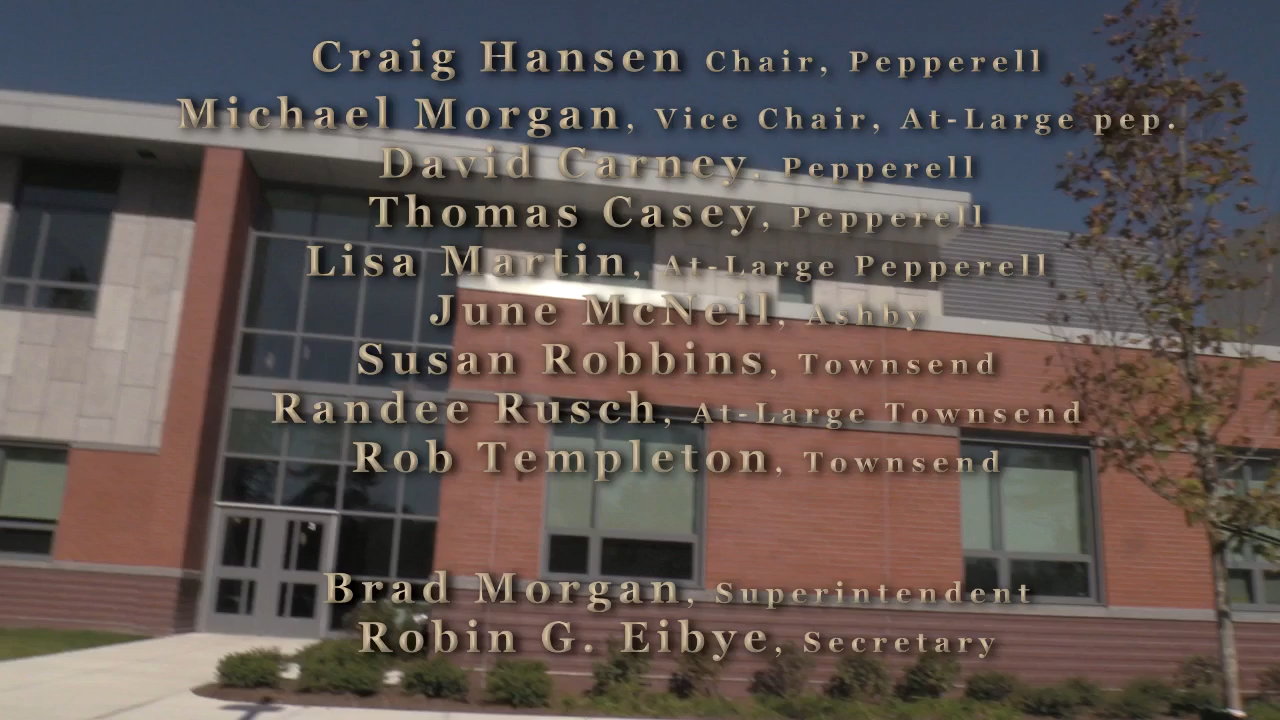 Craig Hansen Chair, Pepperell
Michael Morgan, Vice Chair, At-Large pep.
David Carney. Pepperell
Thomas Casey, Pepperell
Lisa Martin, At-Large Pepperell
June McNeil, Ashby
Susan Robbins, Townsend
Randee Rusch, At-Large Townsend
Rob Templeton, Townsend
Brad Morgan, Superintendent
Robin G. Eibye, Secretary